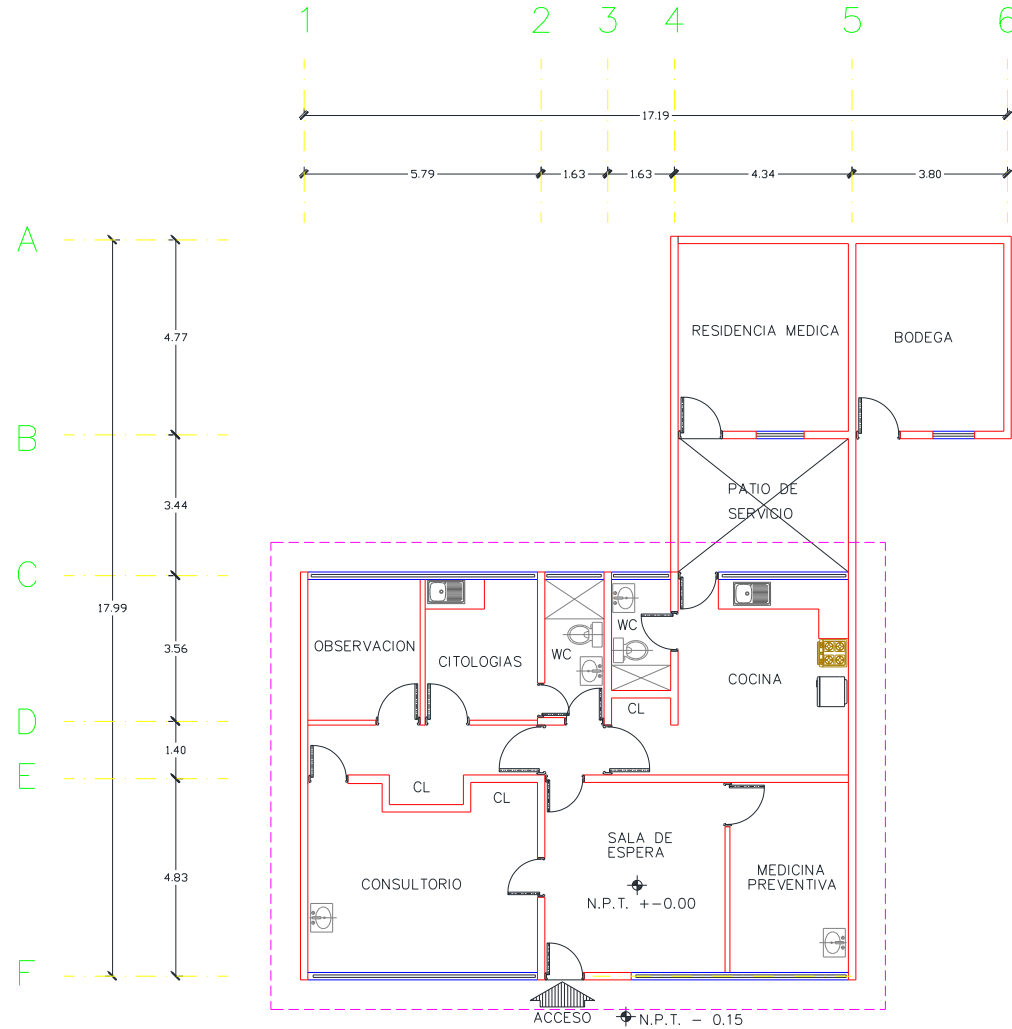 1 2 3 4 5 6
17.19
5.79 1.63 1.63 4.34 3.80
A
4.77
RESIDENCIA MEDICA
BODEGA
B
3.44
PATIO DE
SERVICIO
C
17.99
3.56
OBSERVACION
CITOLOGIAS
WC
WC
COCINA
CL
D
1.40
E
CL
CL
SALA DE
ESPERA
4.83
CONSULTORIO
MEDICINA
PREVENTIVA
N.P.T. +-0.00
F
ACCESO
N.P.T. - 0.15